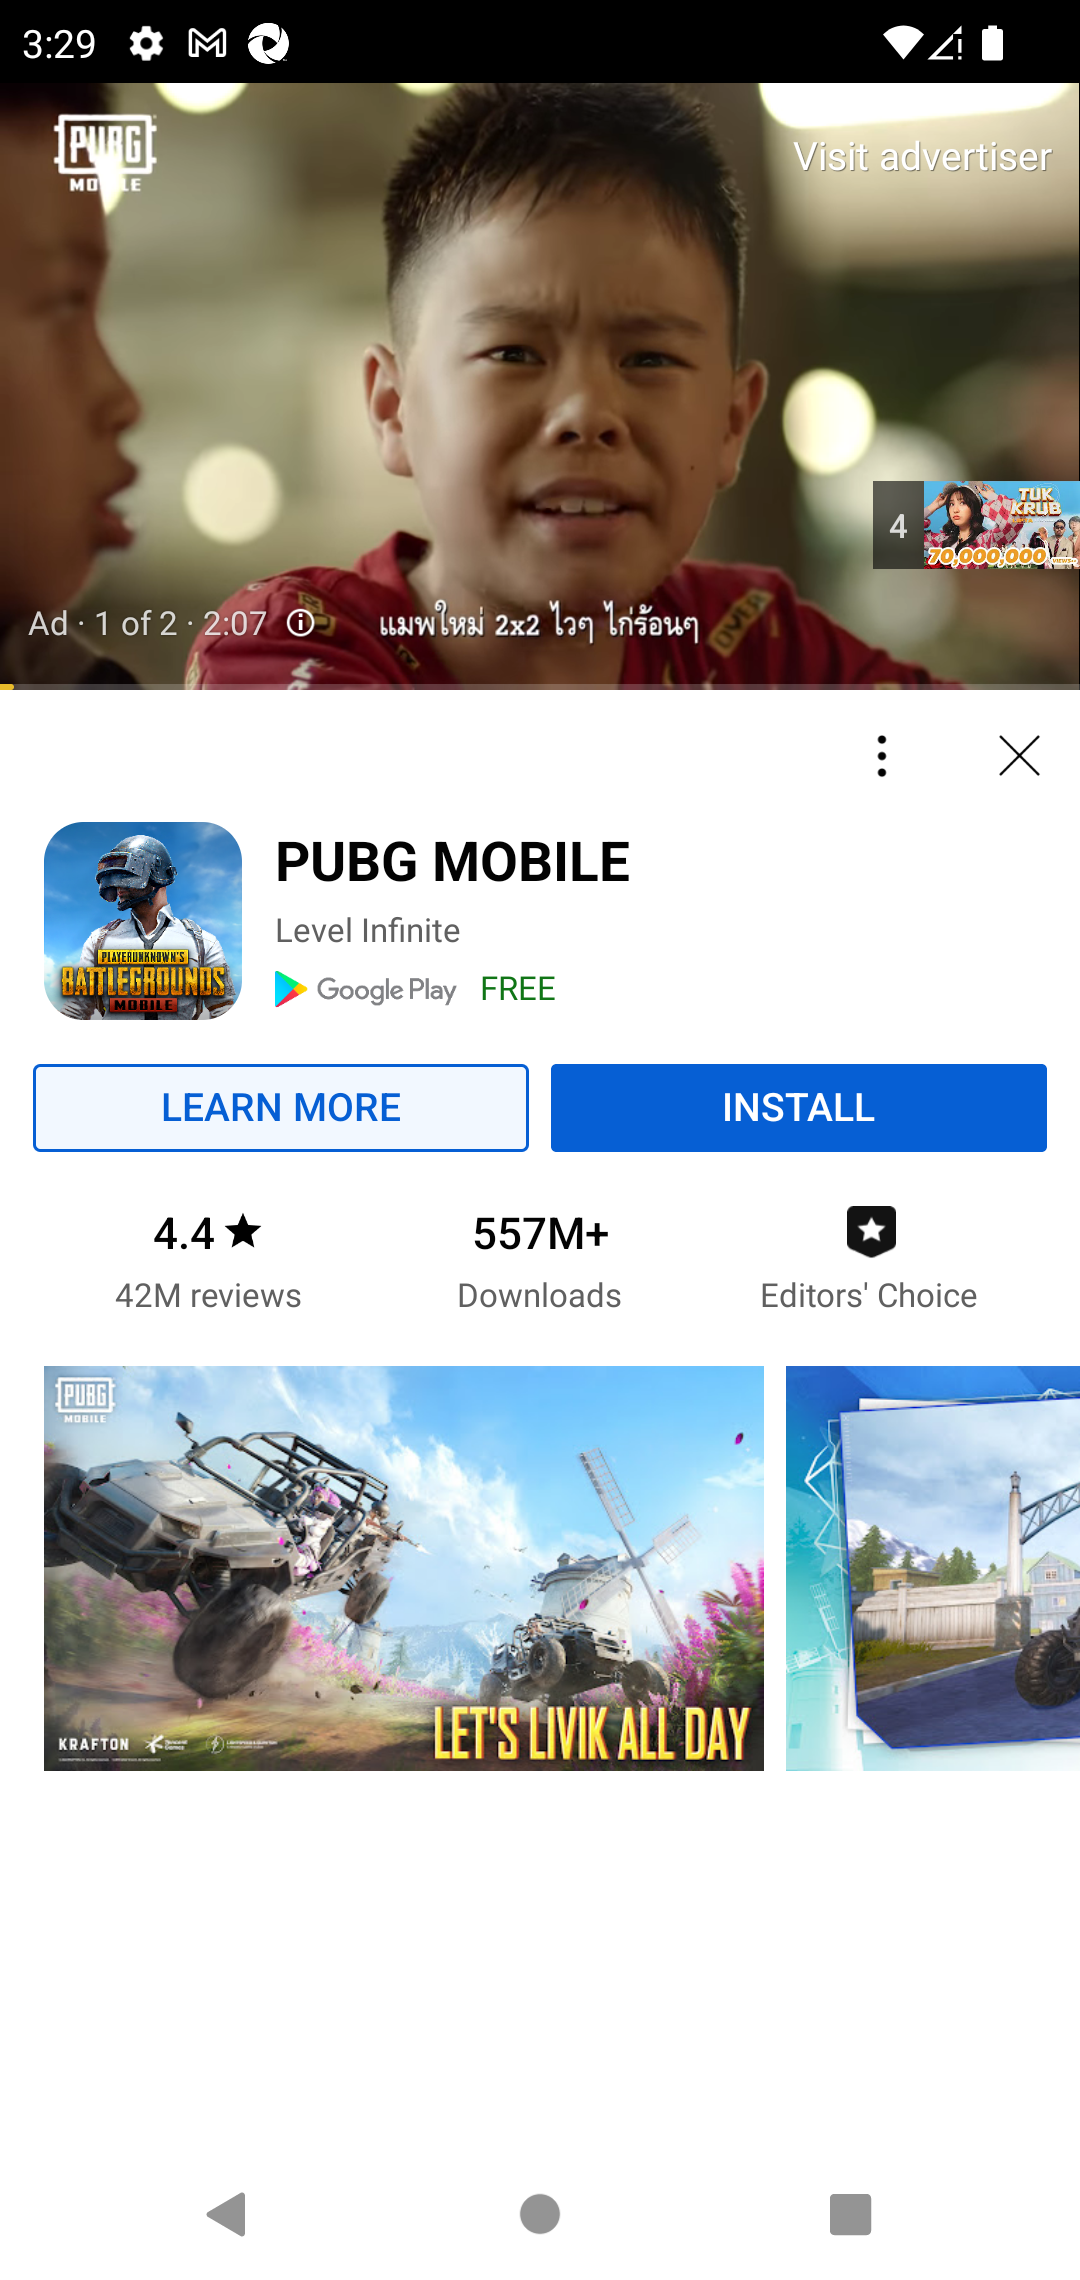 3:29
PUBG
MOBILE
Visit advertiser
4
TUK
KRUB
70,000,000
VIEWS
Ad · 1 of 2 · 2:07
แมพใหม่ 2x2 ไวๆ ไก่ร้อนๆ
PUBG MOBILE
Level Infinite
Google Play FREE
PLAYERUNKNOWN'S
BATTLEGROUNDS
MOBILE
LEARN MORE
INSTALL
4.4 ★
42M reviews
557M+
Downloads
Editors' Choice
PUBG
MOBILE
LET'S LIVIK ALL DAY
KRAFTON